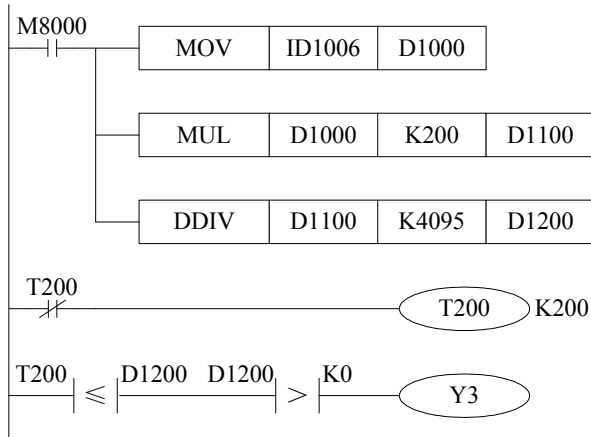 M8000
MOV ID1006 D1000
MUL D1000 K200 D1100
DDIV D1100 K4095 D1200
T200
T200 K200
T200 ≤ D1200 D1200 > K0
Y3